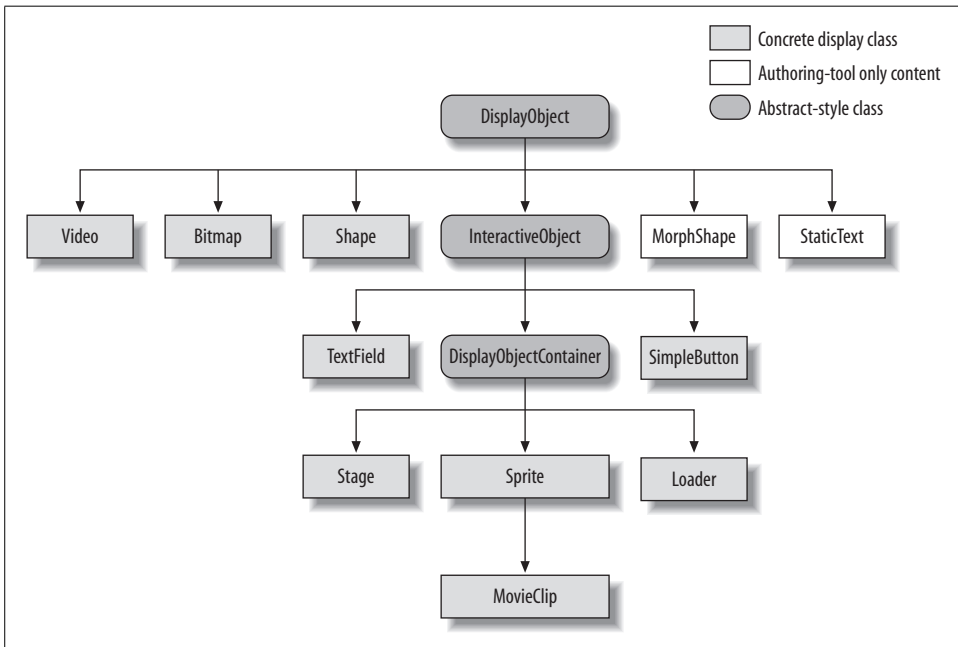 Concrete display class
Authoring-tool only content
Abstract-style class
DisplayObject
Video
Bitmap
Shape
InteractiveObject
MorphShape
StaticText
TextField
DisplayObjectContainer
SimpleButton
Stage
Sprite
Loader
MovieClip